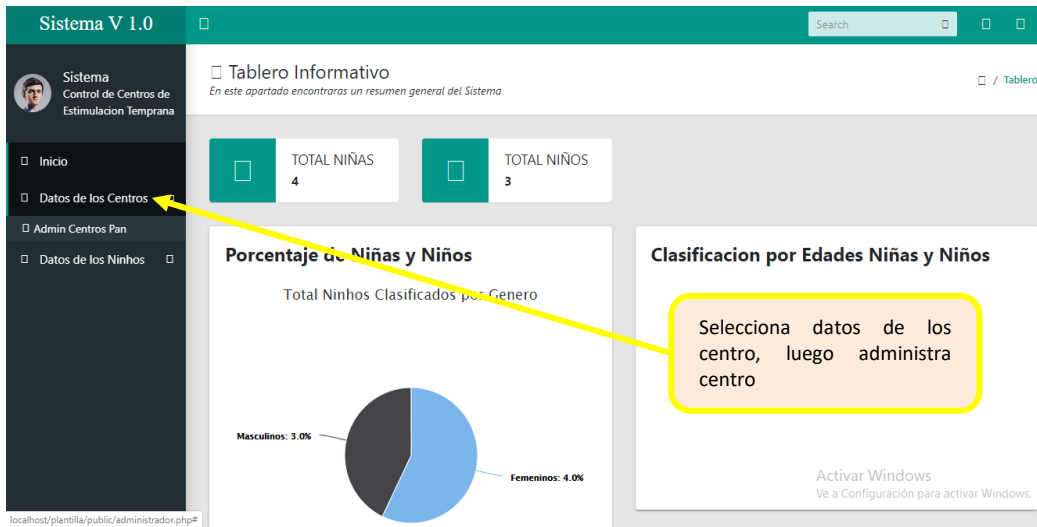 Sistema V 1.0
Search
Sistema
Control de Centros de
Estimulacion Temprana
Tablero Informativo
En este apartado encontraras un resumen general del Sistema
/ Tablero
Inicio
Datos de los Centros
Admin Centros Pan
Datos de los Ninhos
TOTAL NIÑAS
4
TOTAL NIÑOS
3
Porcentaje de Niñas y Niños
Total Ninhos Clasificados por Genero
Masculinos: 3.0%
Femeninos: 4.0%
Clasificacion por Edades Niñas y Niños
Selecciona datos de los
centro, luego administra
centro
Activar Windows
Ve a Configuración para activar Windows.
localhost/plantilla/public/administrador.php#